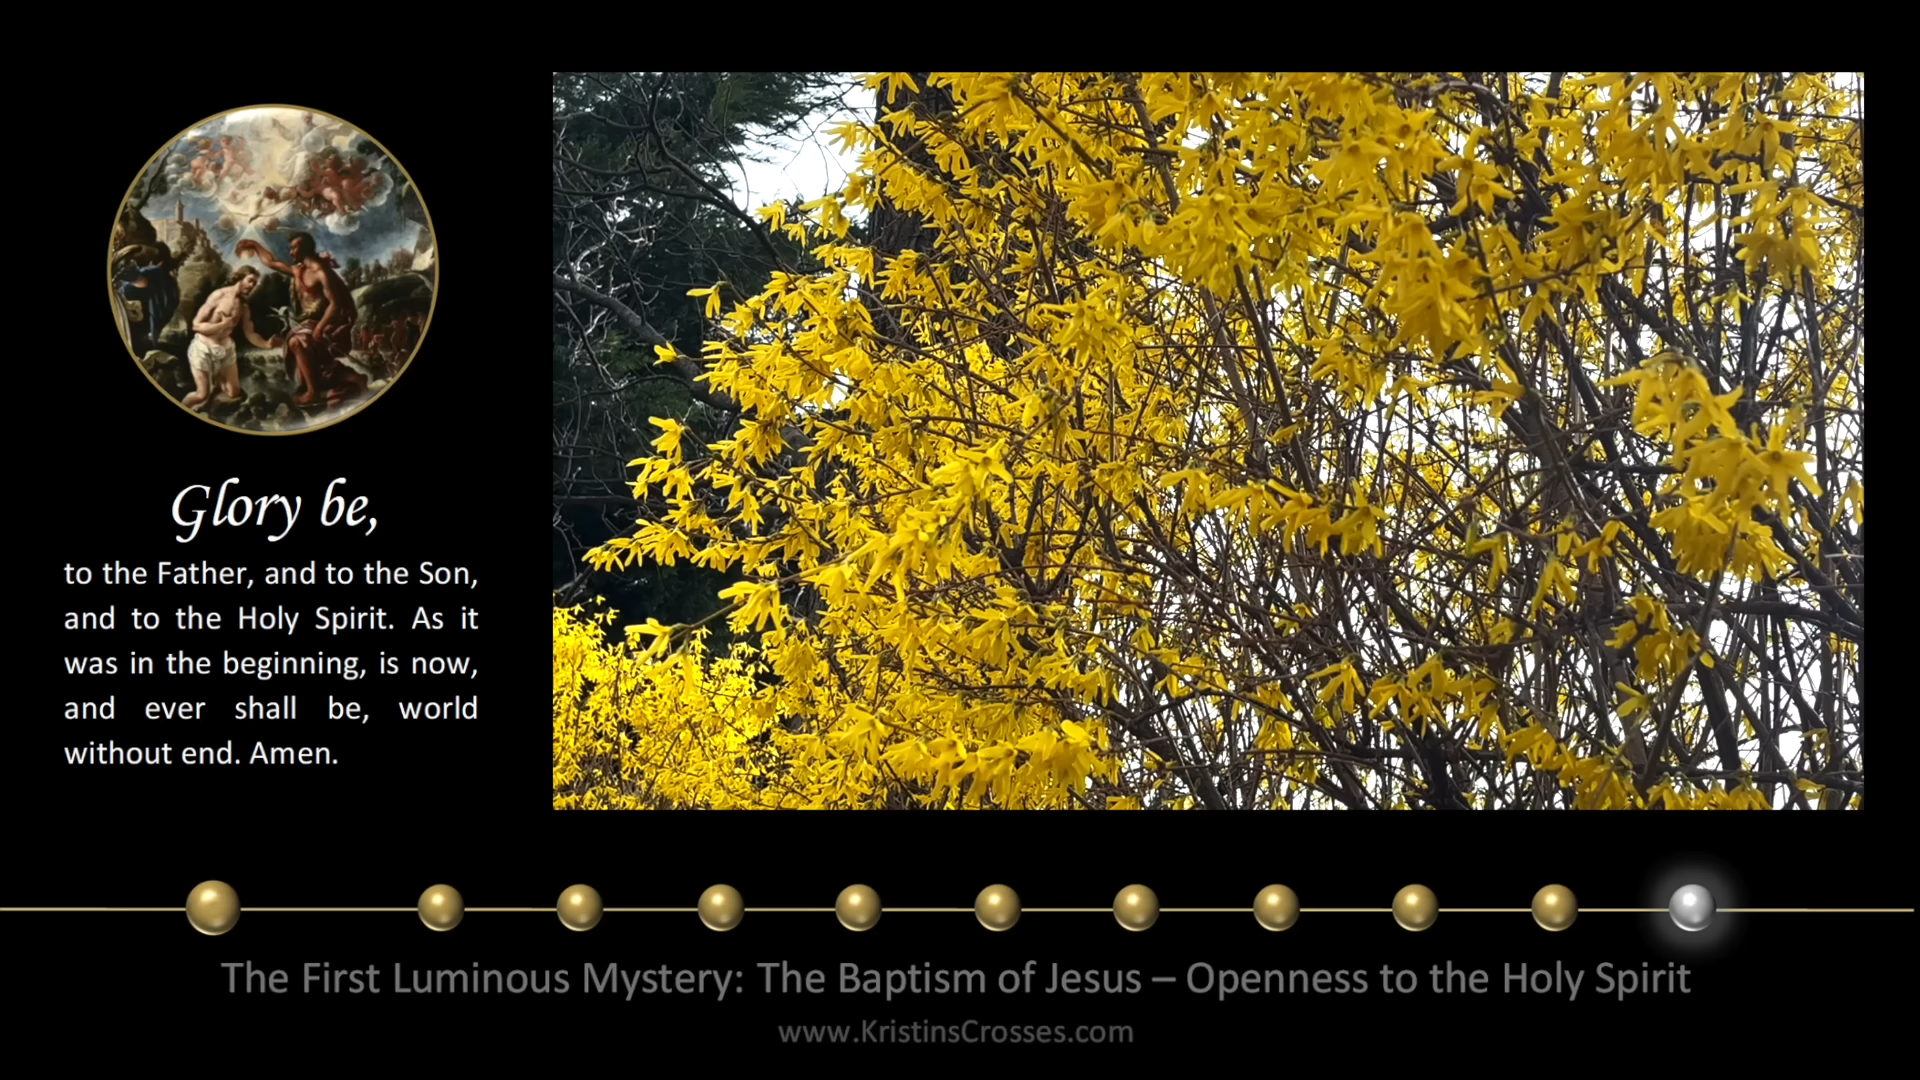 Glory be,
to the Father, and to the Son,
and to the Holy Spirit. As it
was in the beginning, is now,
and ever shall be, world
without end. Amen.
The First Luminous Mystery: The Baptism of Jesus – Openness to the Holy Spirit
www.KristinsCrosses.com